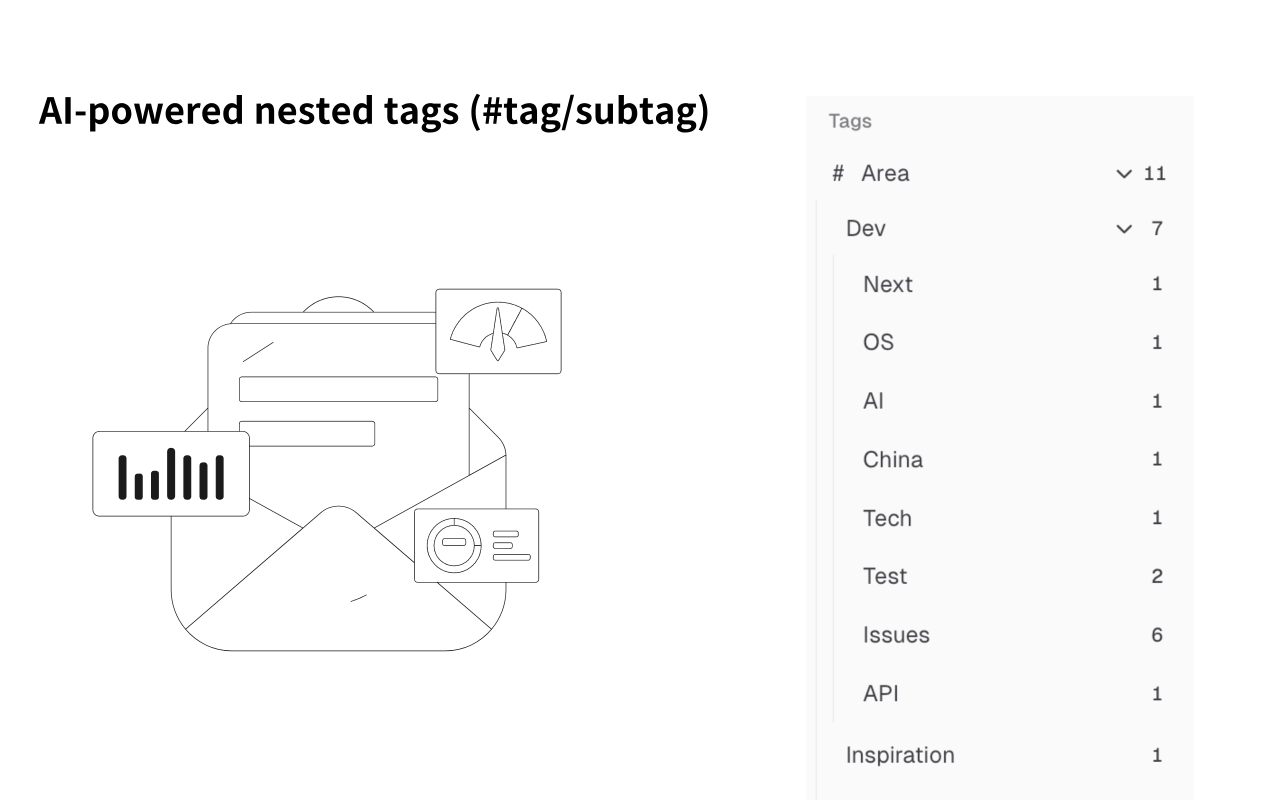 AI-powered nested tags (#tag/subtag)
Tags
# Area 11
Dev 7
Next 1
OS 1
AI 1
China 1
Tech 1
Test 2
Issues 6
API 1
Inspiration 1